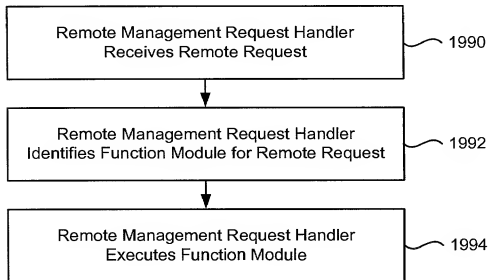 Remote Management Request Handler
Receives Remote Request
1990
Remote Management Request Handler
Identifies Function Module for Remote Request
1992
Remote Management Request Handler
Executes Function Module
1994